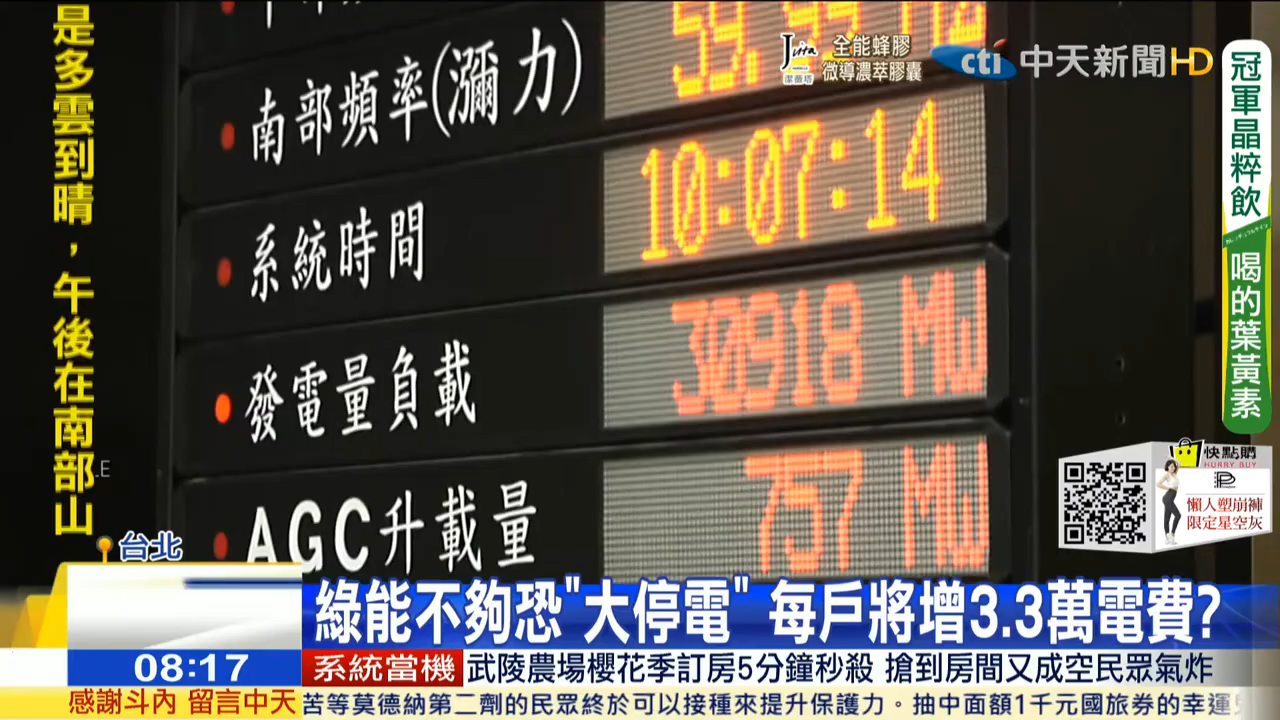 是多雲到晴，午後在南部山
南部頻率(瀰力)
系統時間
10:07:14
發電量負載
30918 MW
AGC升載量
757 MW
Jvita
潔薇塔
全能蜂膠
微導濃萃膠囊
cti 中天新聞HD
冠軍晶粹飲
喝的葉黃素
快點購
HURRY BUY
懶人塑崩褲
限定星空灰
台北
綠能不夠恐"大停電" 每戶將增3.3萬電費?
08:17
系統當機 武陵農場櫻花季訂房5分鐘秒殺 搶到房間又成空民眾氣炸
感謝斗內 留言中天
苦等莫德納第二劑的民眾終於可以接種來提升保護力。抽中面額1千元國旅券的幸運